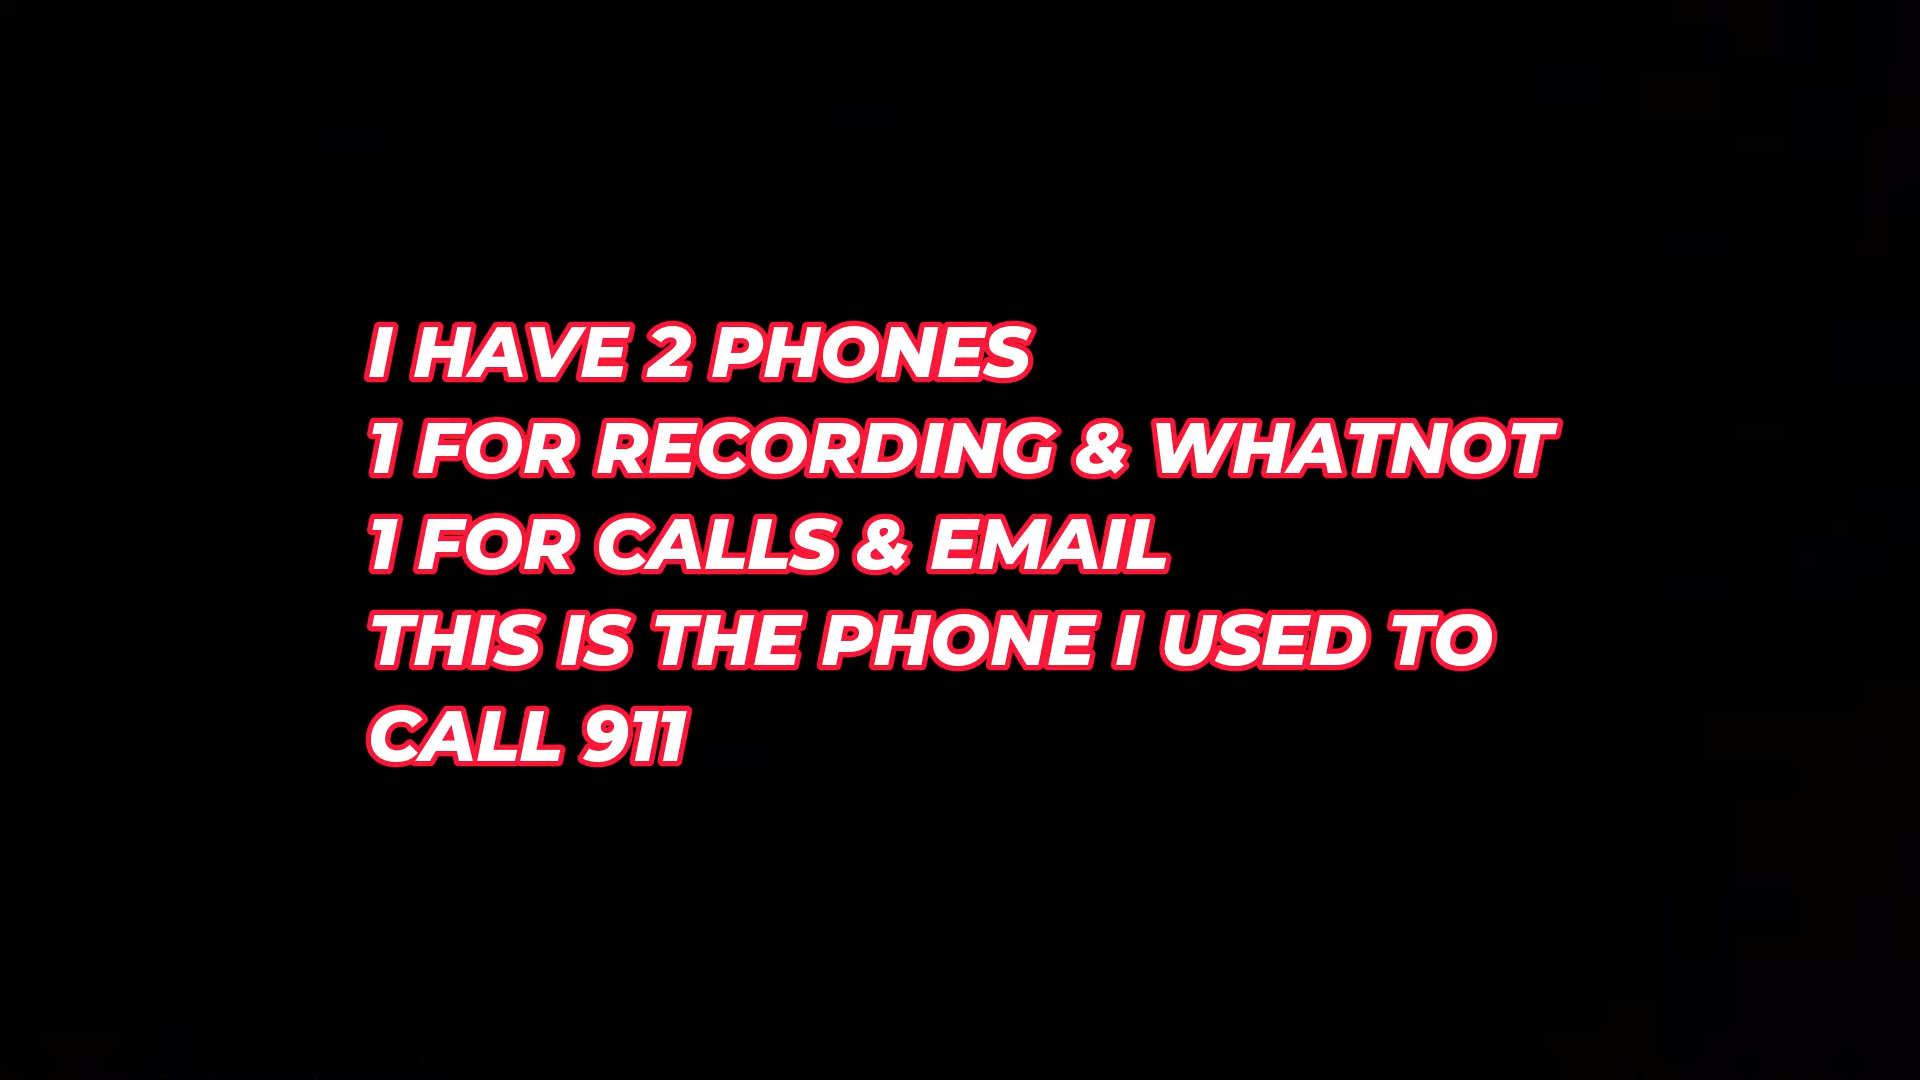 I HAVE 2 PHONES
1 FOR RECORDING & WHATNOT
1 FOR CALLS & EMAIL
THIS IS THE PHONE I USED TO
CALL 911